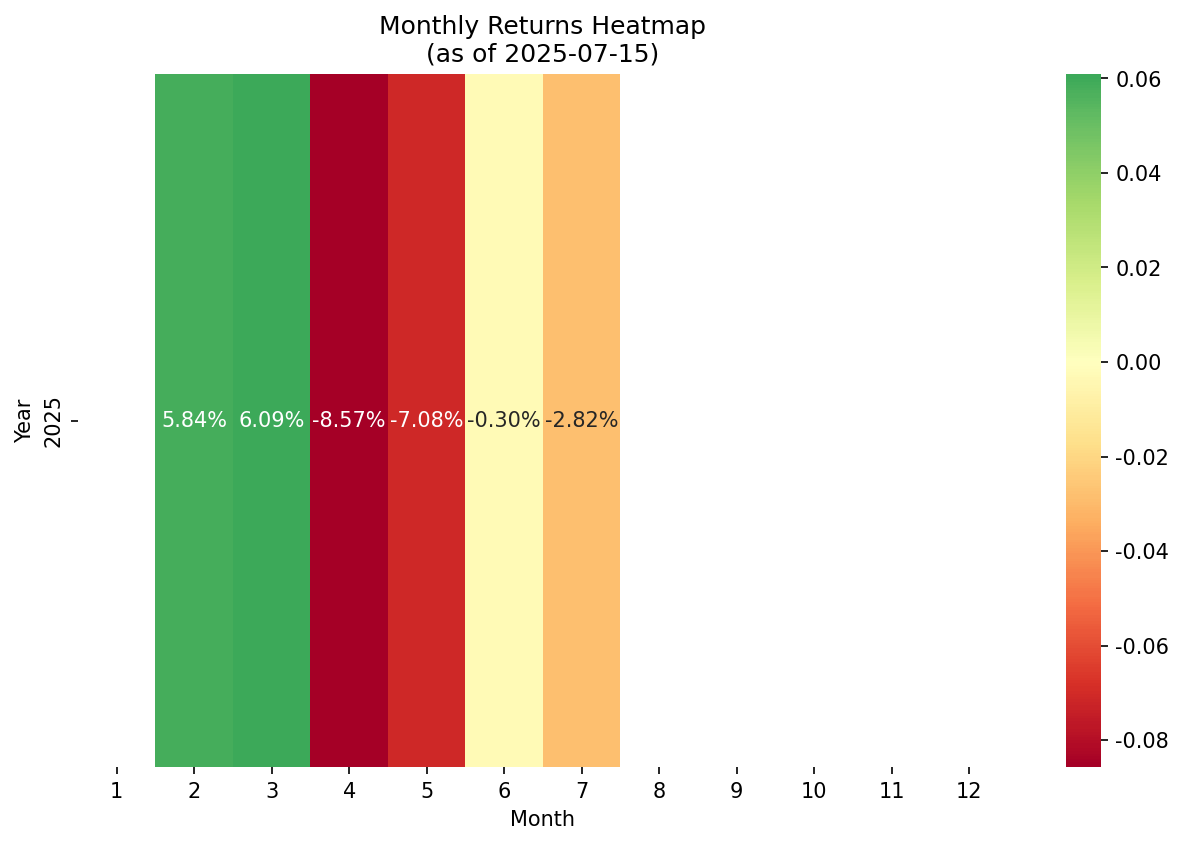 Monthly Returns Heatmap
(as of 2025-07-15)
Year
2025
5.84% 6.09% -8.57% -7.08% -0.30% -2.82%
1 2 3 4 5 6 7 8 9 10 11 12
Month
0.06
0.04
0.02
0.00
-0.02
-0.04
-0.06
-0.08